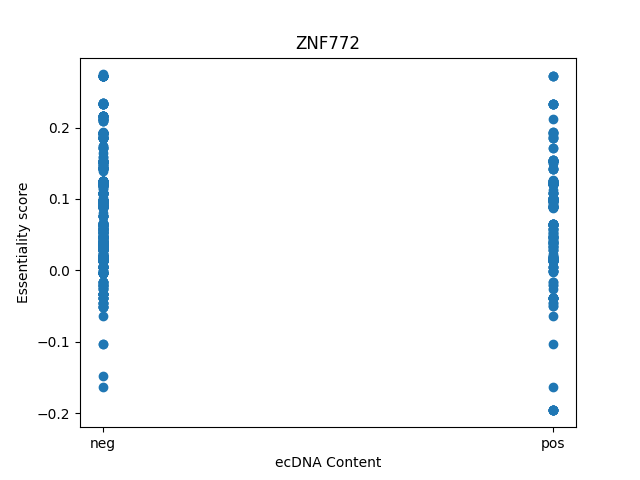 ZNF772
Essentiality score
0.2
0.1
0.0
−0.1
−0.2
neg
pos
ecDNA Content